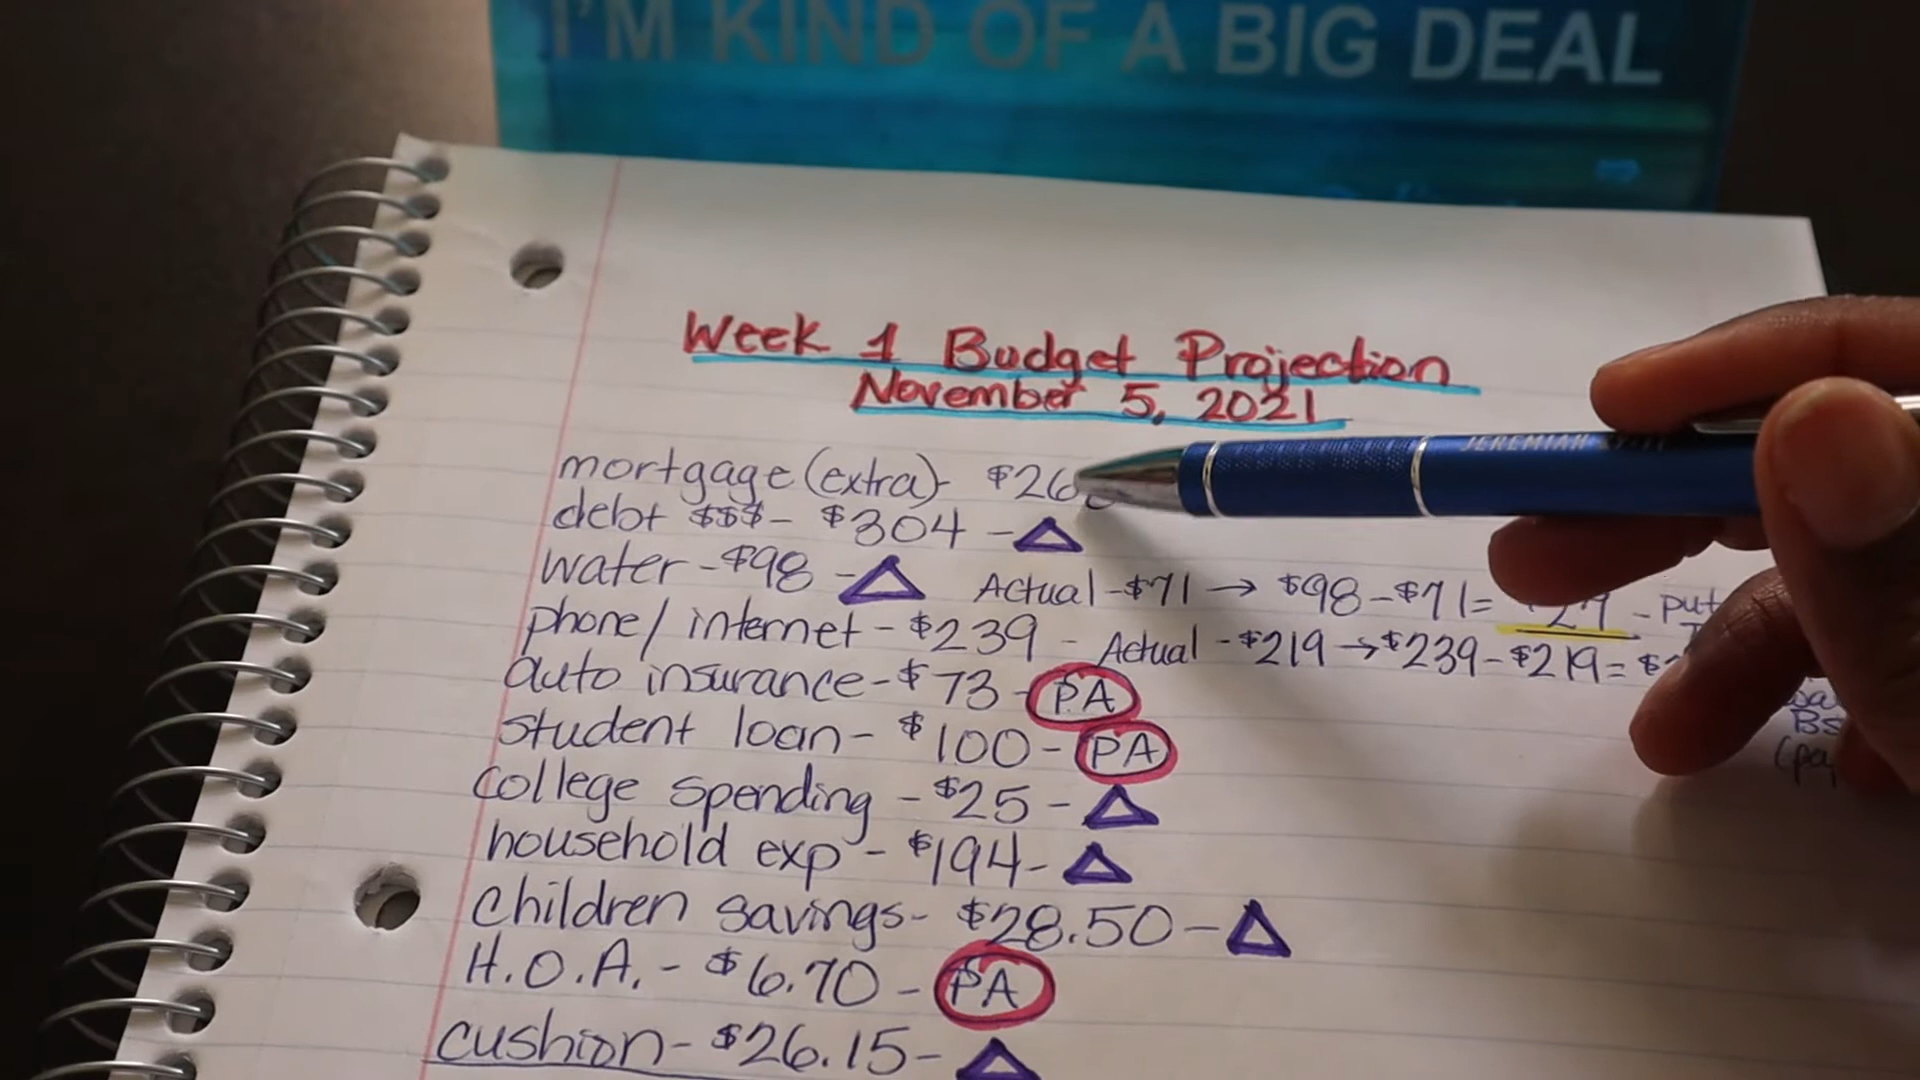 I'M KIND OF A BIG DEAL
Week 1 Budget Projection
November 5, 2021
mortgage (extra)- $26
debt $$$- $304 -
water-$98 - Actual-$71 → $98-$71= - put
phone/internet-$239 - Actual-$219→$239-$219=
auto insurance-$73- PA
student loan- $100- PA
college spending -$25-
household exp - $194-
children savings- $28.50-
H.O.A.- $6.70- PA
cushion- $26.15-
JEREMIAH